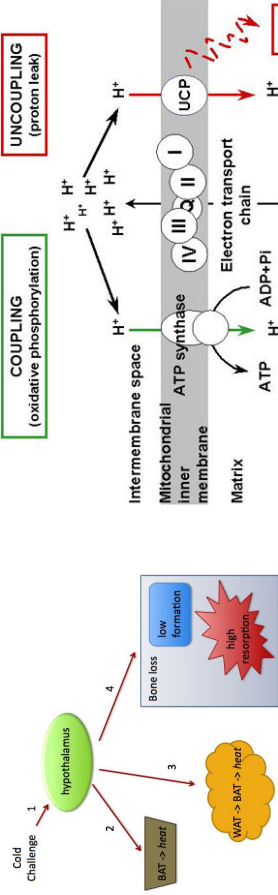 Cold
Challenge
1
hypothalamus
2
3
4
BAT -> heat
WAT -> BAT -> heat
Bone loss
low
formation
high
resorption
COUPLING
(oxidative phosphorylation)
UNCOUPLING
(proton leak)
H⁺
H⁺
H⁺ H⁺
H⁺ H⁺
H⁺
H⁺
H⁺
Intermembrane space
Mitochondrial
inner
membrane
ATP synthase
IV
III
Q
II
I
UCP
Electron transport
chain
Matrix
ADP+Pi
ATP
H⁺
H⁺